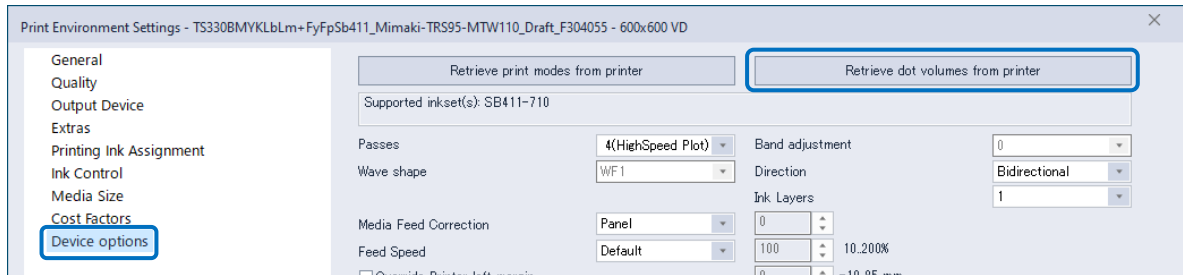 Print Environment Settings - TS330BMYKLbLm+FyFpSb411_Mimaki-TRS95-MTW110_Draft_F304055 - 600x600 VD
General
Quality
Output Device
Extras
Printing Ink Assignment
Ink Control
Media Size
Cost Factors
Device options
Retrieve print modes from printer
Retrieve dot volumes from printer
Supported inkset(s): SB411-710
Passes 4(HighSpeed Plot) Band adjustment 0
Wave shape WF1 Direction Bidirectional
Ink Layers 1
Media Feed Correction Panel 0
Feed Speed Default 100 10..200%